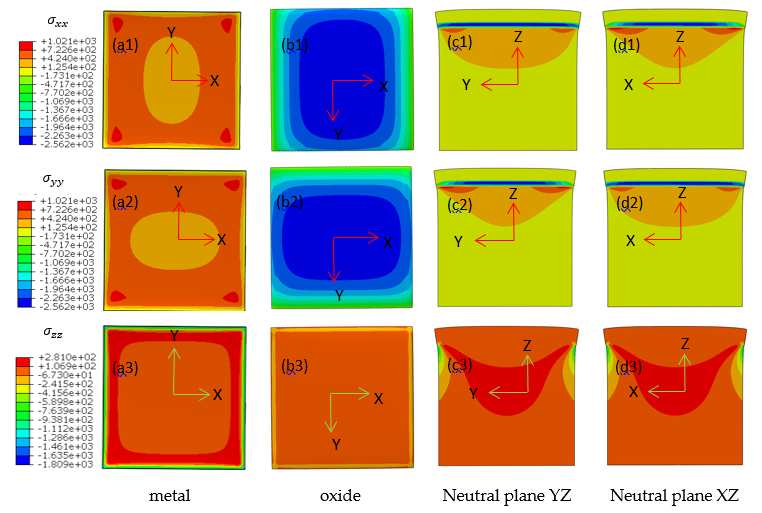 σxx
+1.021e+03
+7.226e+02
+4.240e+02
+1.254e+02
-1.731e+02
-4.717e+02
-7.702e+02
-1.069e+03
-1.367e+03
-1.666e+03
-1.964e+03
-2.263e+03
-2.562e+03
(a1) Y X
(b1) X Y
(c1) Z Y
(d1) Z X
σyy
+1.021e+03
+7.226e+02
+4.240e+02
+1.254e+02
-1.731e+02
-4.717e+02
-7.702e+02
-1.069e+03
-1.367e+03
-1.666e+03
-1.964e+03
-2.263e+03
-2.562e+03
(a2) Y X
(b2) X Y
(c2) Z Y
(d2) Z X
σzz
+2.810e+02
+1.069e+02
-6.730e+01
-2.415e+02
-4.156e+02
-5.898e+02
-7.639e+02
-9.381e+02
-1.112e+03
-1.286e+03
-1.461e+03
-1.635e+03
-1.809e+03
(a3) Y X
(b3) X Y
(c3) Z Y
(d3) Z X
metal oxide Neutral plane YZ Neutral plane XZ